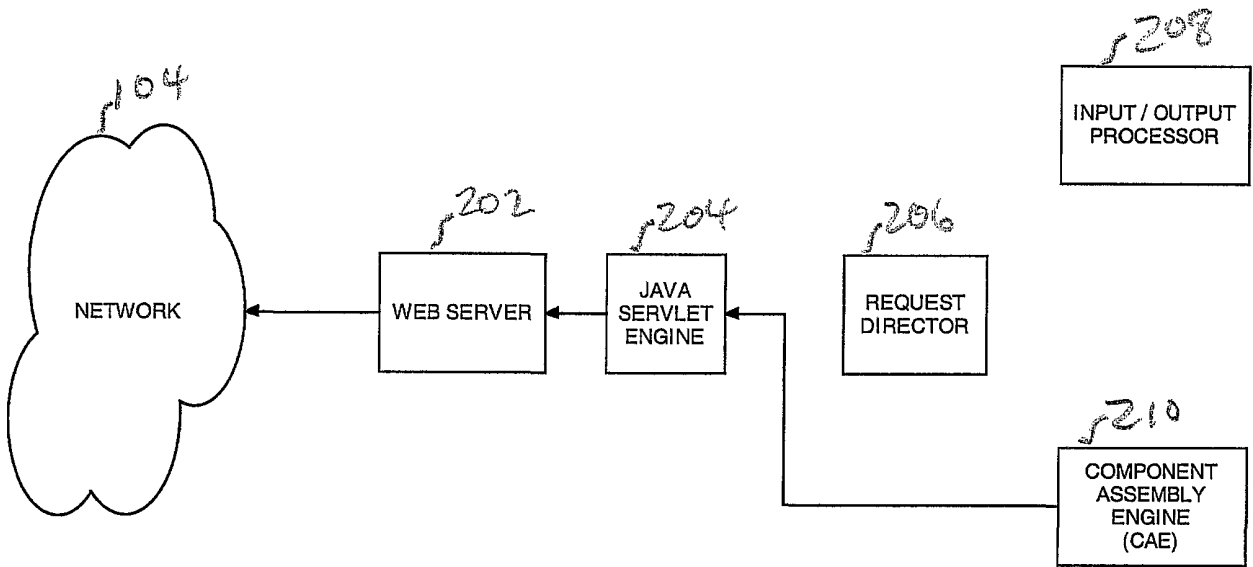 208
INPUT / OUTPUT
PROCESSOR
104
NETWORK
202
WEB SERVER
204
JAVA
SERVLET
ENGINE
206
REQUEST
DIRECTOR
210
COMPONENT
ASSEMBLY
ENGINE
(CAE)